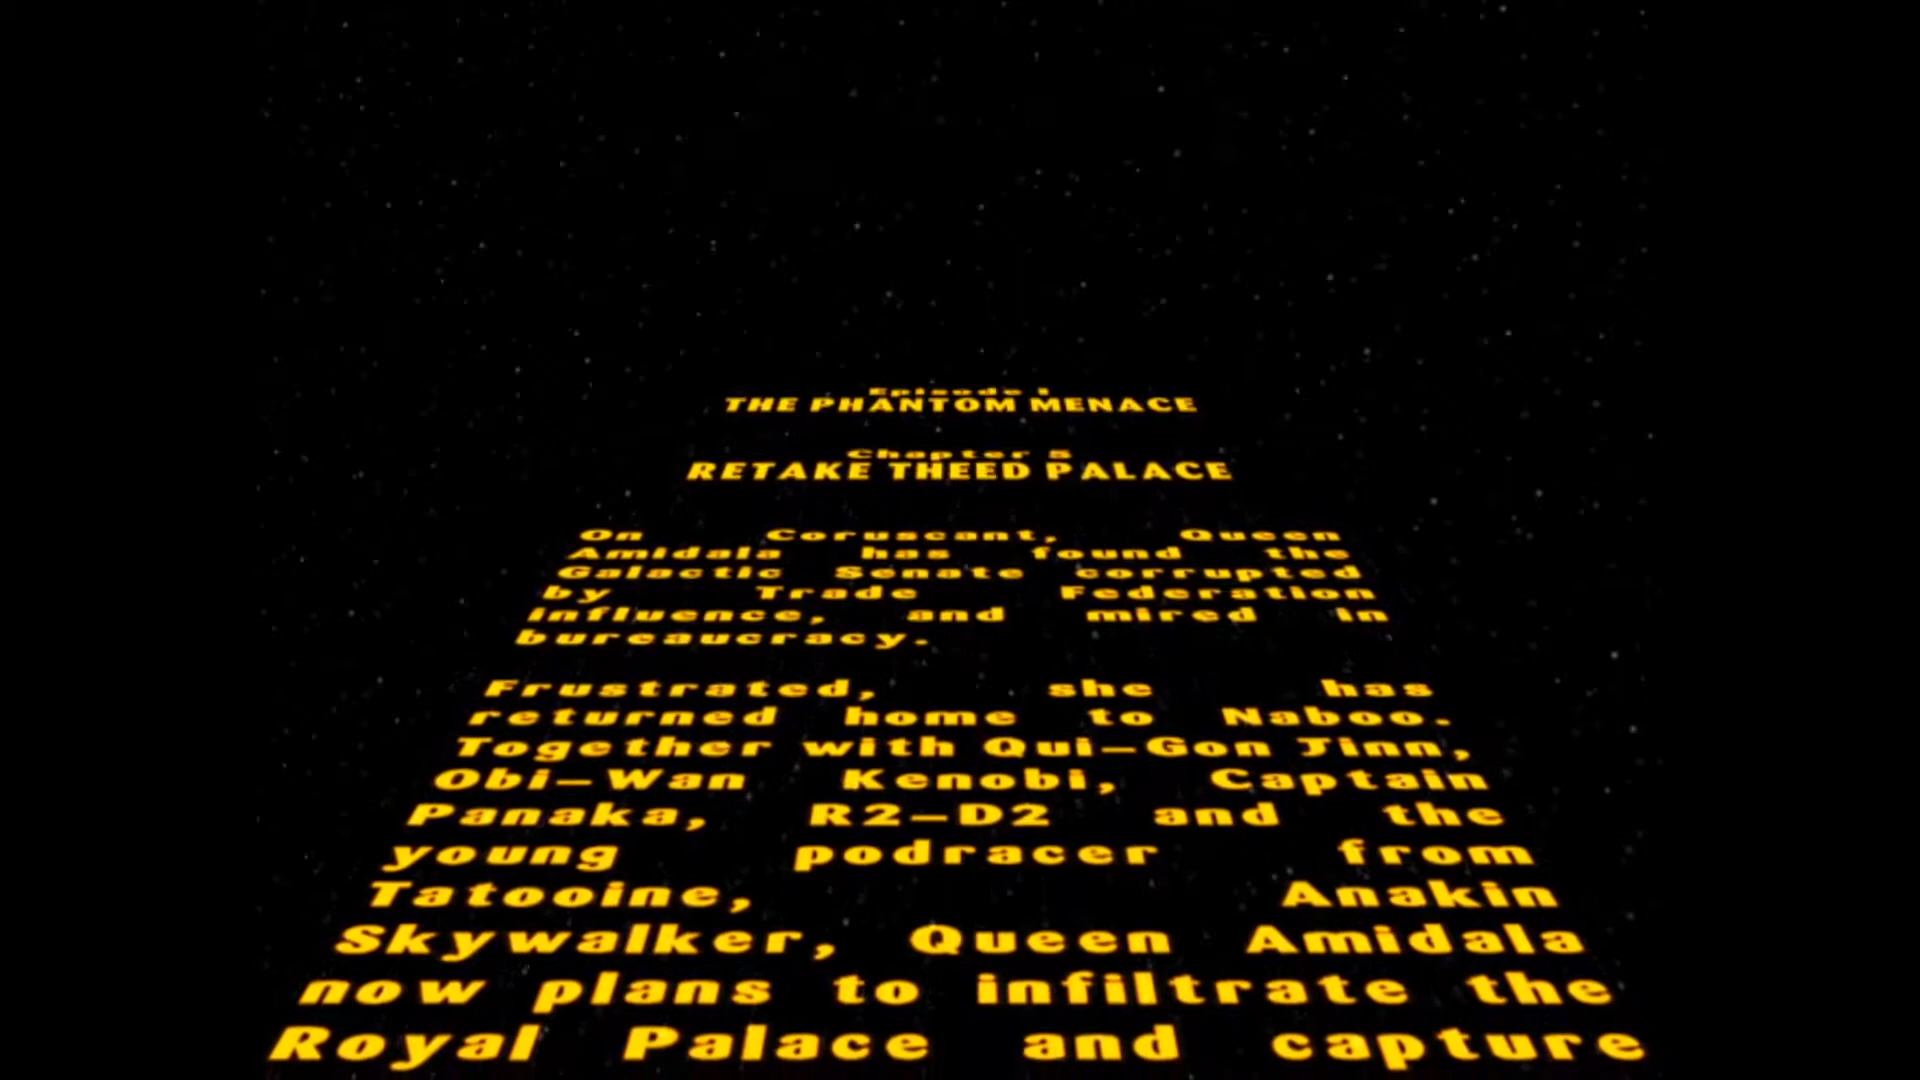 Episode I
THE PHANTOM MENACE
Chapter 5
RETAKE THEED PALACE
On Coruscant, Queen
Amidala has found the
Galactic Senate corrupted
by Trade Federation
influence, and mired in
bureaucracy.
Frustrated, she has
returned home to Naboo.
Together with Qui-Gon Jinn,
Obi-Wan Kenobi, Captain
Panaka, R2-D2 and the
young podracer from
Tatooine, Anakin
Skywalker, Queen Amidala
now plans to infiltrate the
Royal Palace and capture